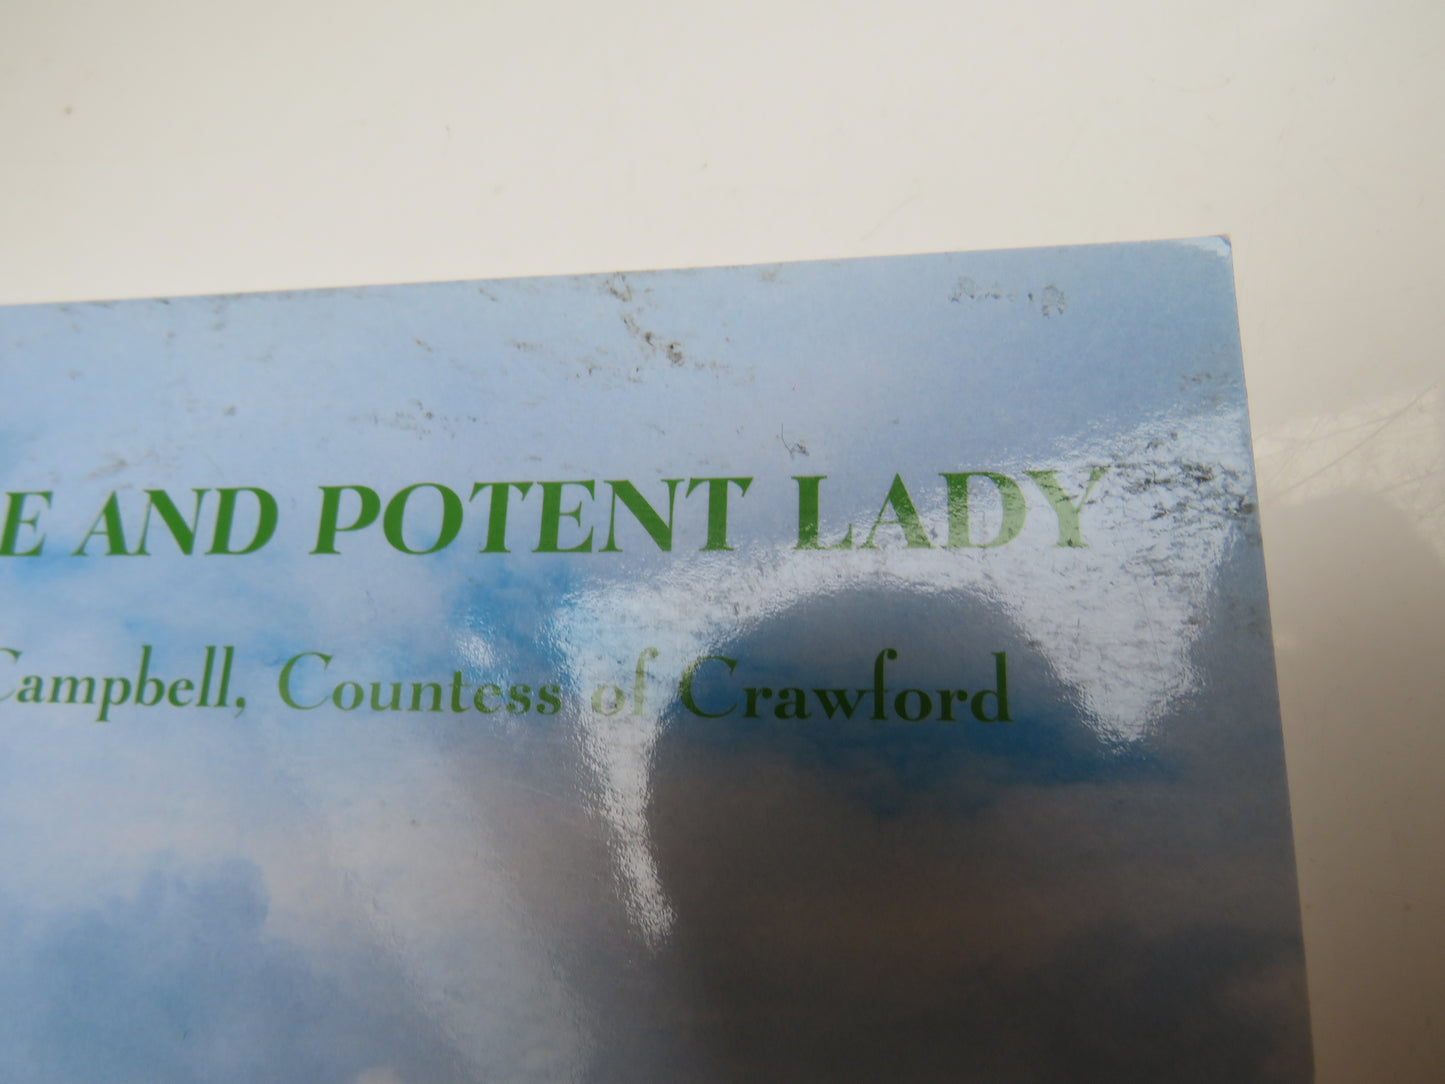 E AND POTENT LADY
Campbell, Countess of Crawford